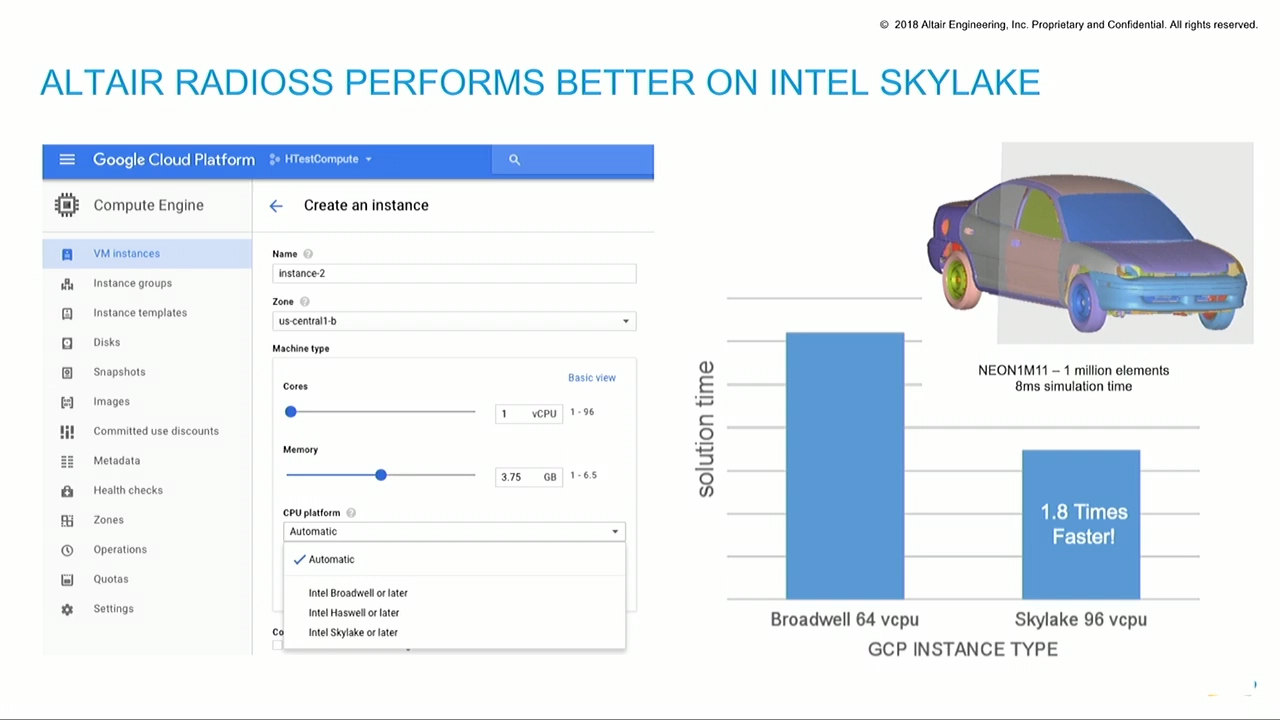 © 2018 Altair Engineering, Inc. Proprietary and Confidential. All rights reserved.
ALTAIR RADIOSS PERFORMS BETTER ON INTEL SKYLAKE
Google Cloud Platform
HTestCompute
Compute Engine
VM instances
Instance groups
Instance templates
Disks
Snapshots
Images
Committed use discounts
Metadata
Health checks
Zones
Operations
Quotas
Settings
Create an instance
Name
instance-2
Zone
us-central1-b
Machine type
Basic view
Cores
1 vCPU 1 - 96
Memory
3.75 GB 1 - 6.5
CPU platform
Automatic
Automatic
Intel Broadwell or later
Intel Haswell or later
Intel Skylake or later
Co
NEON1M11 – 1 million elements
8ms simulation time
solution time
1.8 Times
Faster!
Broadwell 64 vcpu
Skylake 96 vcpu
GCP INSTANCE TYPE